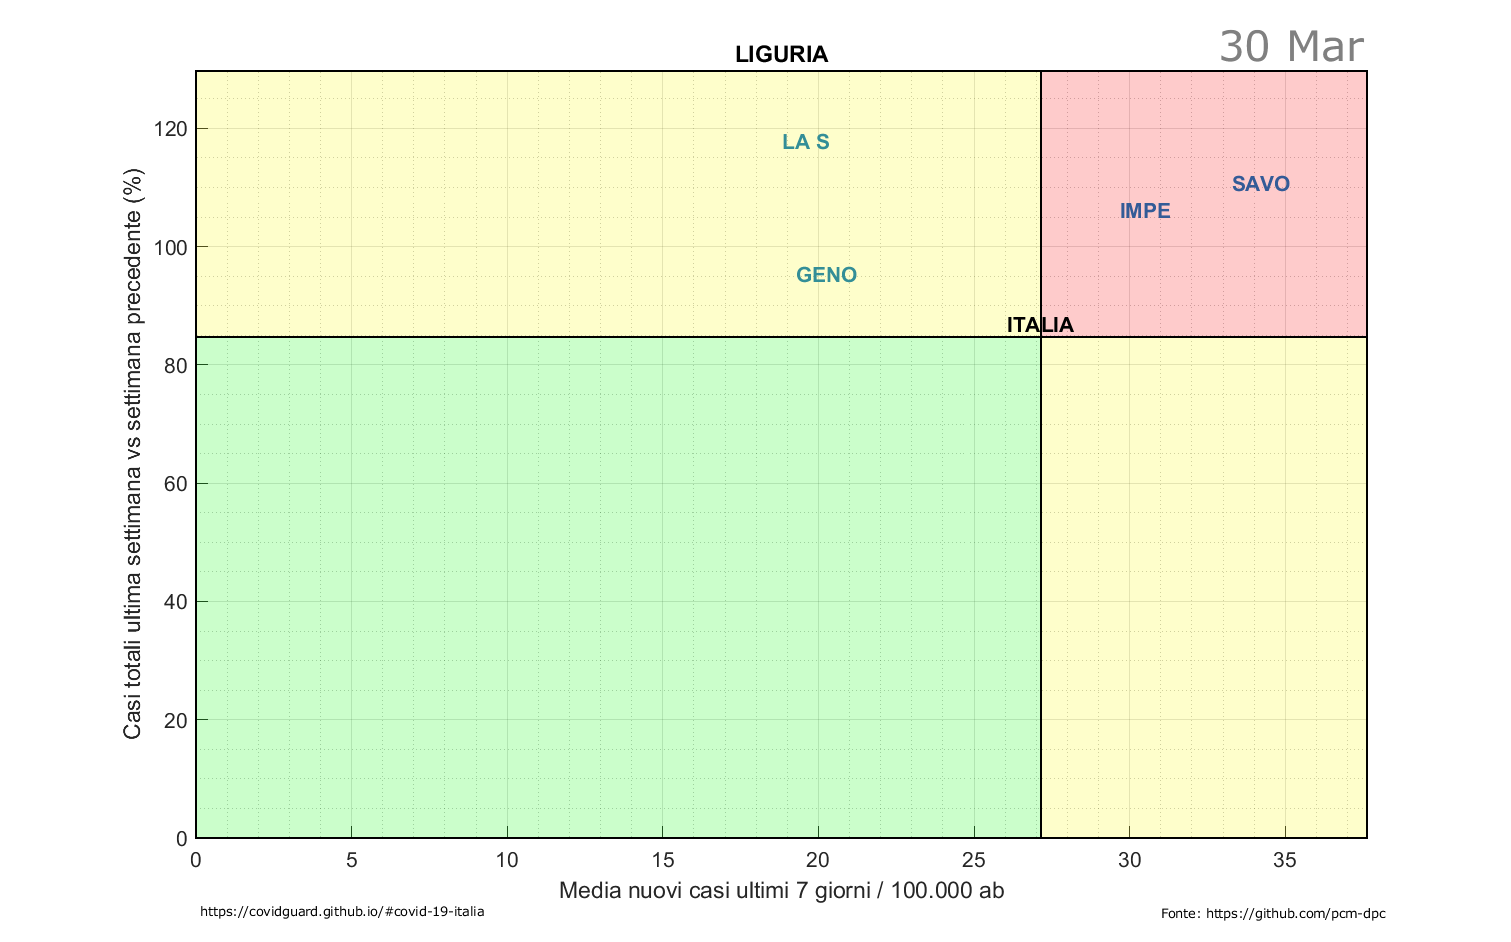 30 Mar
LIGURIA
Casi totali ultima settimana vs settimana precedente (%)
120
100
80
60
40
20
0
LA S
SAVO
IMPE
GENO
ITALIA
0 5 10 15 20 25 30 35
Media nuovi casi ultimi 7 giorni / 100.000 ab
https://covidguard.github.io/#covid-19-italia
Fonte: https://github.com/pcm-dpc